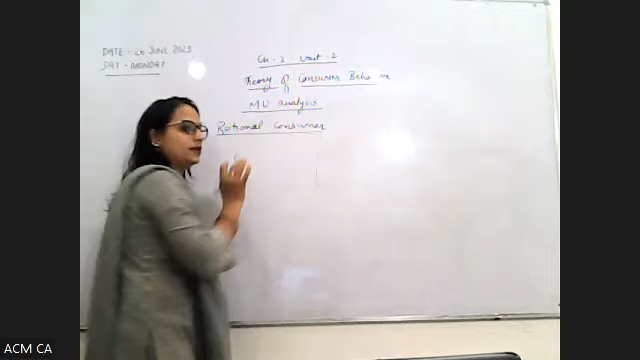 DATE - 26 JUNE 2023
DAY - MONDAY
Ch - 2 Unit - 2
Theory of Consumer
MU analysis
Rational Consumer
ACM CA